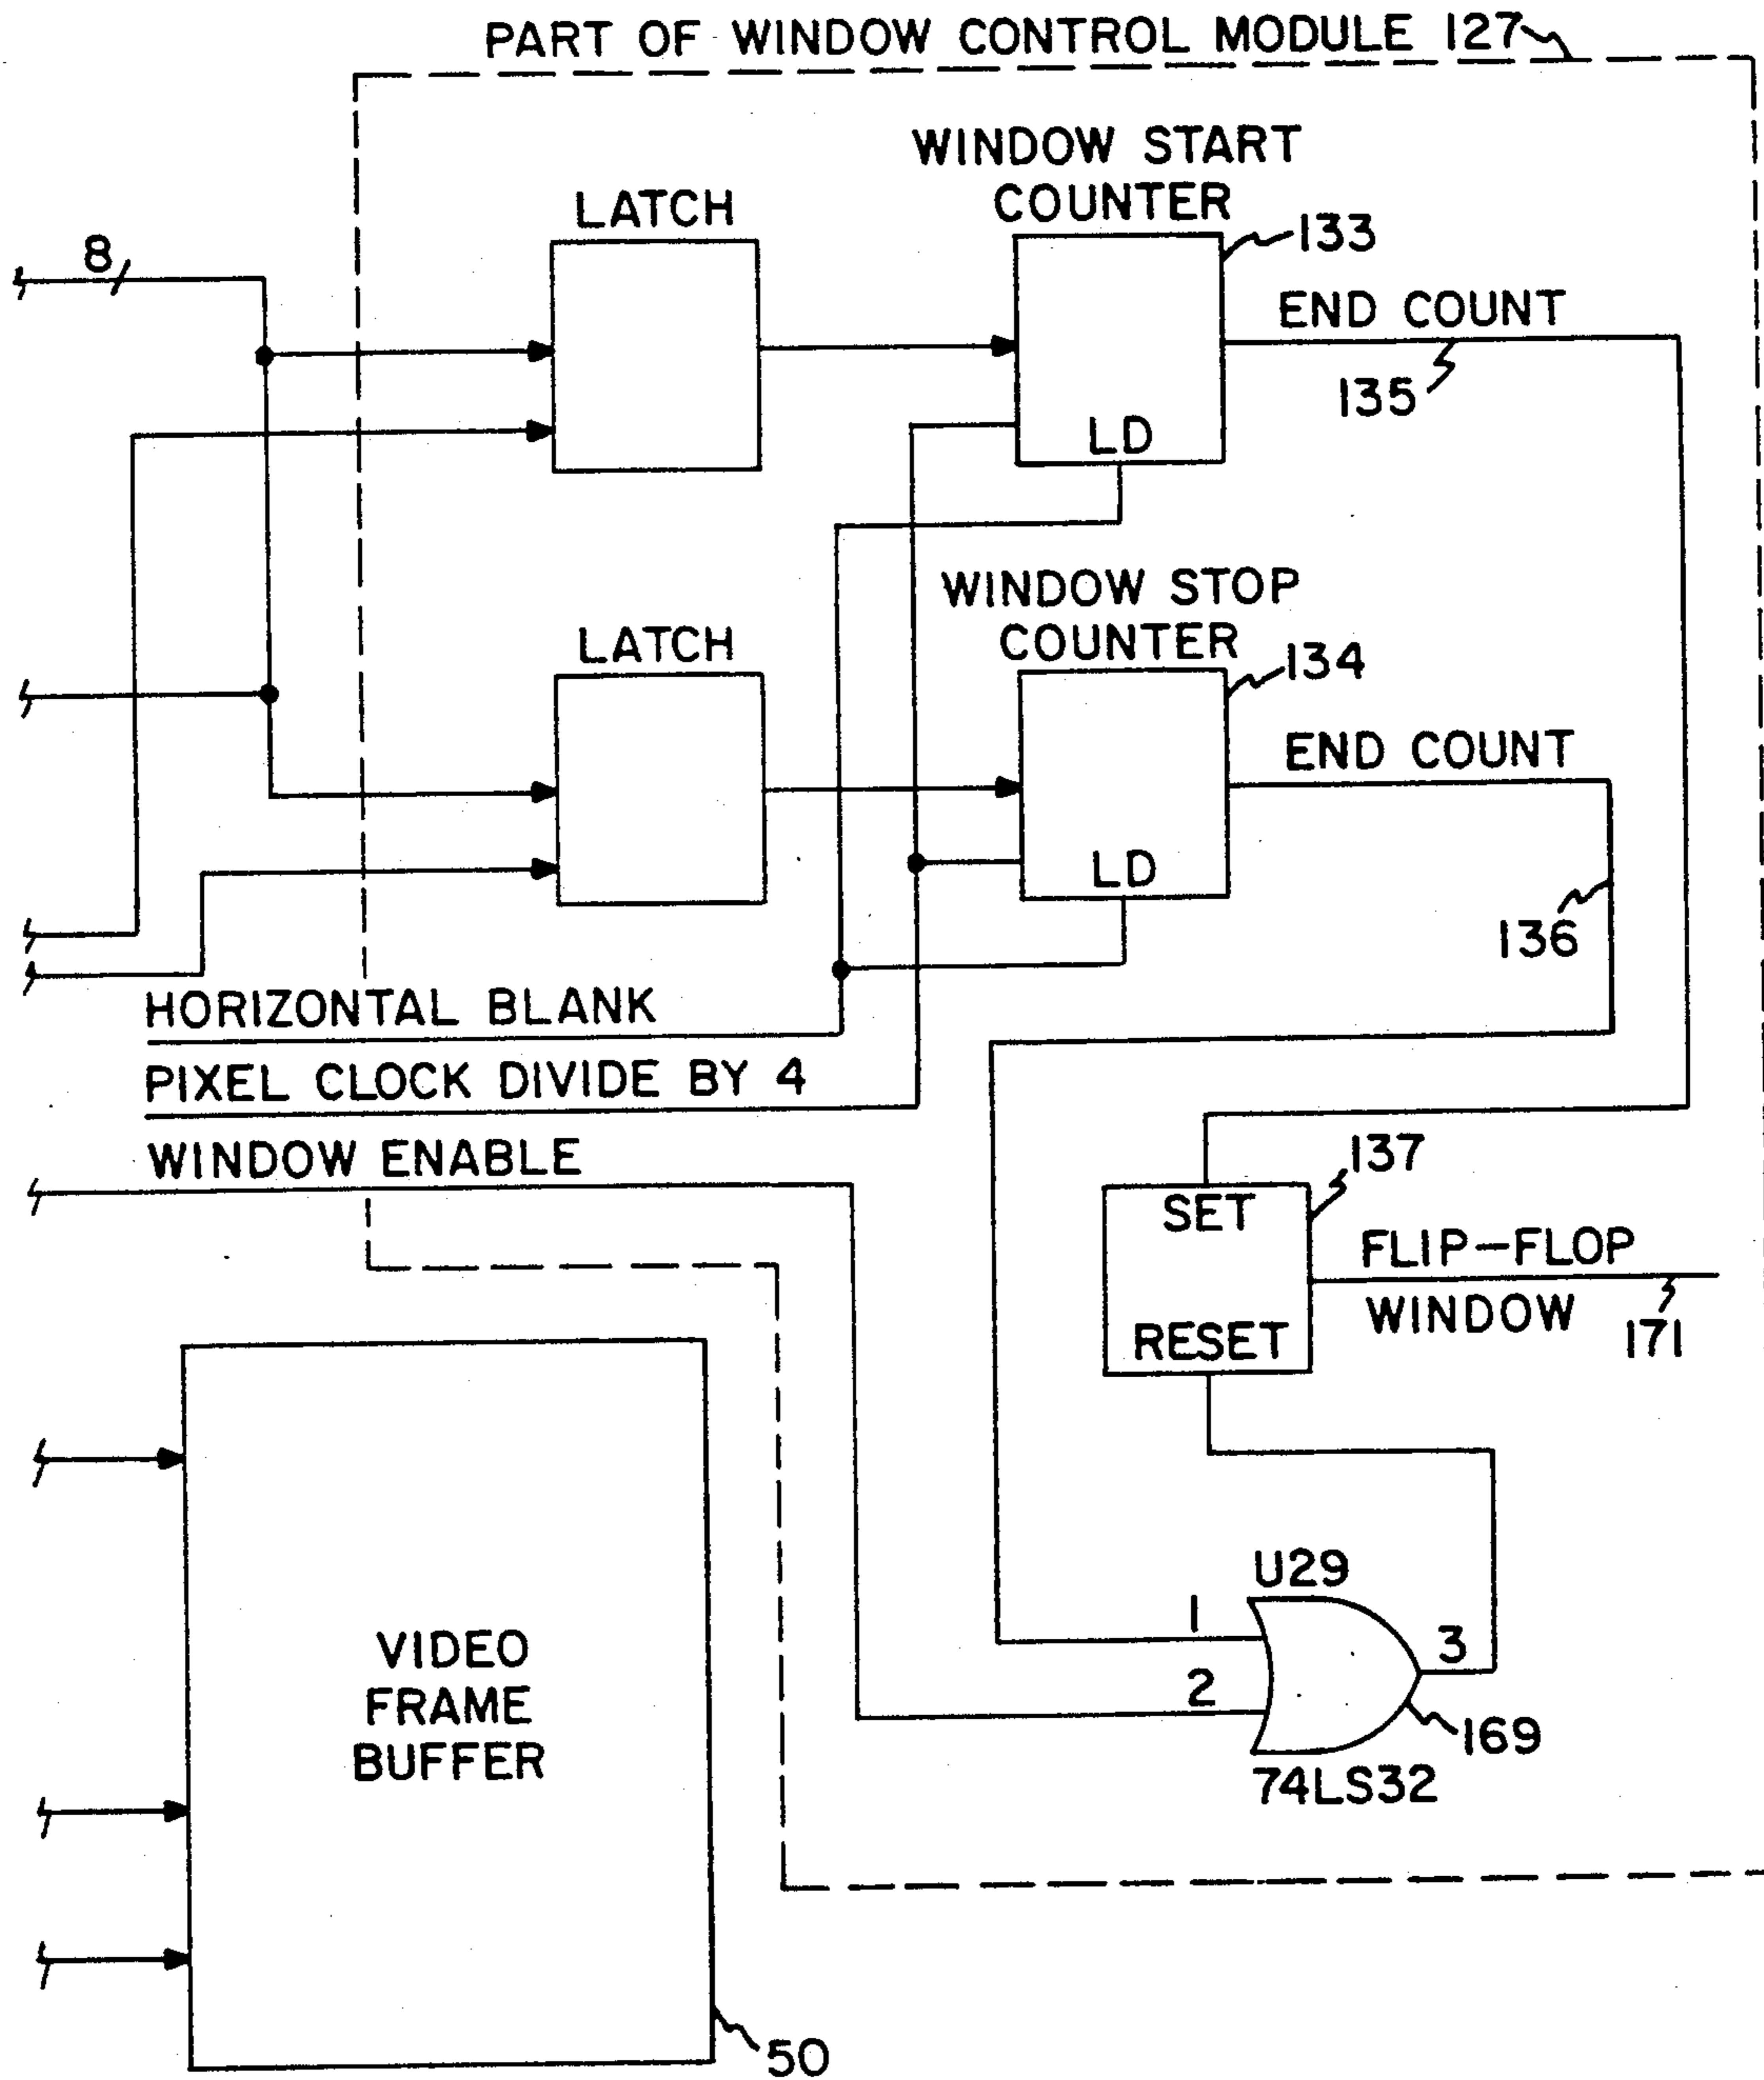 PART OF WINDOW CONTROL MODULE 127
WINDOW START
COUNTER
LATCH
133
8
END COUNT
135
LD
WINDOW STOP
COUNTER
LATCH
134
END COUNT
LD
136
HORIZONTAL BLANK
PIXEL CLOCK DIVIDE BY 4
WINDOW ENABLE
137
SET
FLIP-FLOP
WINDOW
RESET
171
U29
1
3
2
169
74LS32
VIDEO
FRAME
BUFFER
50